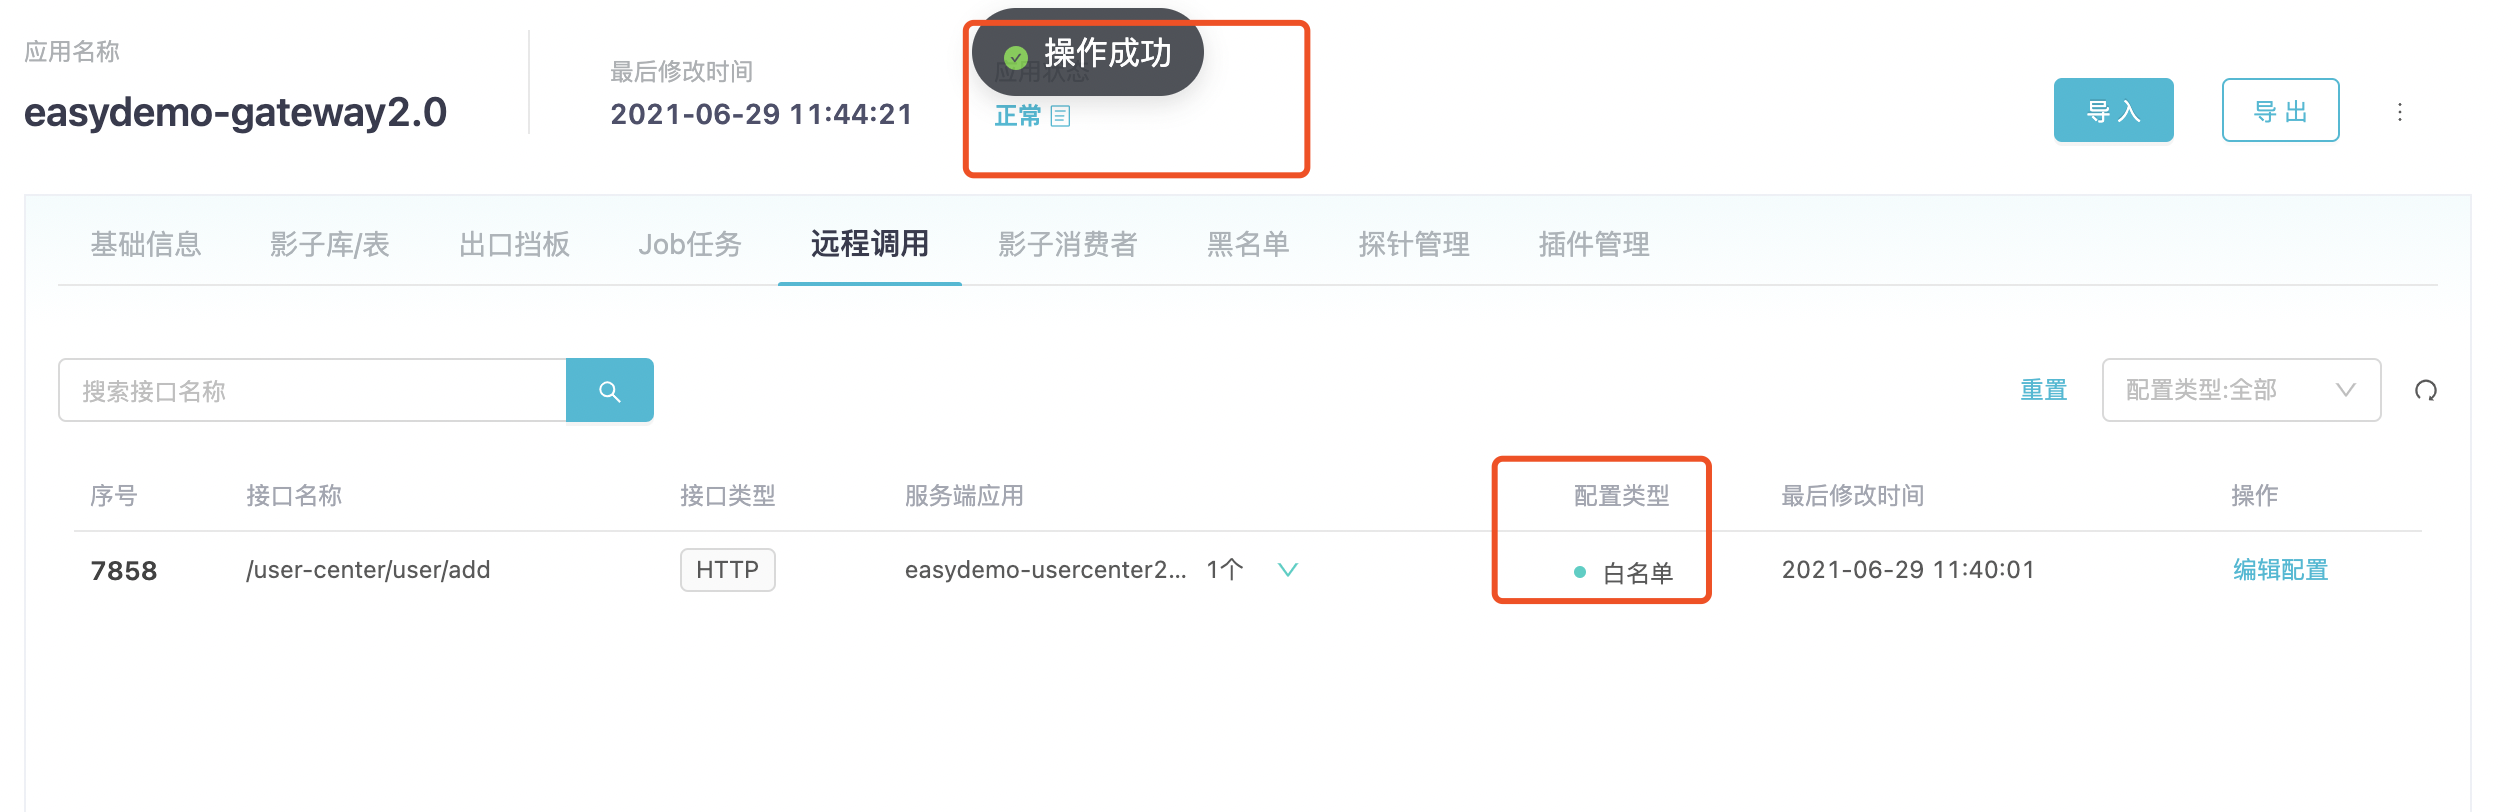 应用名称
easydemo-gateway2.0
最后修改时间
2021-06-29 11:44:21
操作成功
应用状态
正常
导入
导出
基础信息 影子库/表 出口挡板 Job任务 远程调用 影子消费者 黑名单 探针管理 插件管理
搜索接口名称
重置
配置类型:全部
序号 接口名称 接口类型 服务端应用 配置类型 最后修改时间 操作
7858 /user-center/user/add HTTP easydemo-usercenter2... 1个 白名单 2021-06-29 11:40:01 编辑配置